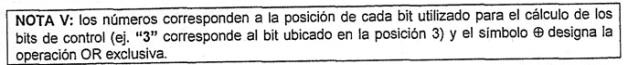 NOTA V: los números corresponden a la posición de cada bit utilizado para el cálculo de los
bits de control (ej. “3” corresponde al bit ubicado en la posición 3) y el símbolo ⊕ designa la
operación OR exclusiva.